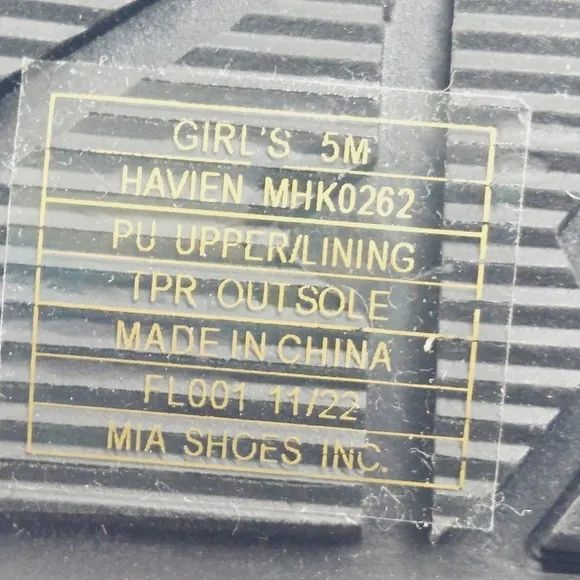 GIRL'S 5M
HAVIEN MHK0262
PU UPPER/LINING
TPR OUTSOLE
MADE IN CHINA
FL001 11/22
MIA SHOES INC.